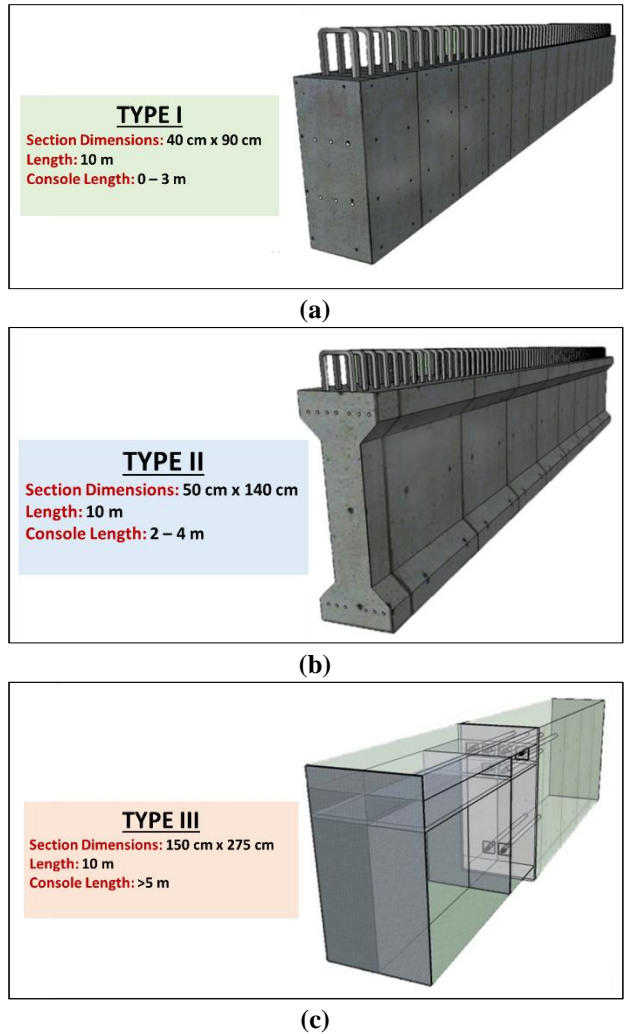 TYPE I
Section Dimensions: 40 cm x 90 cm
Length: 10 m
Console Length: 0 – 3 m
(a)
TYPE II
Section Dimensions: 50 cm x 140 cm
Length: 10 m
Console Length: 2 – 4 m
(b)
TYPE III
Section Dimensions: 150 cm x 275 cm
Length: 10 m
Console Length: >5 m
(c)